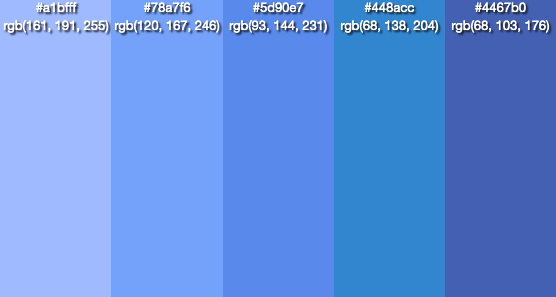 #a1bfff #78a7f6 #5d90e7 #448acc #4467b0
rgb(161, 191, 255) rgb(120, 167, 246) rgb(93, 144, 231) rgb(68, 138, 204) rgb(68, 103, 176)